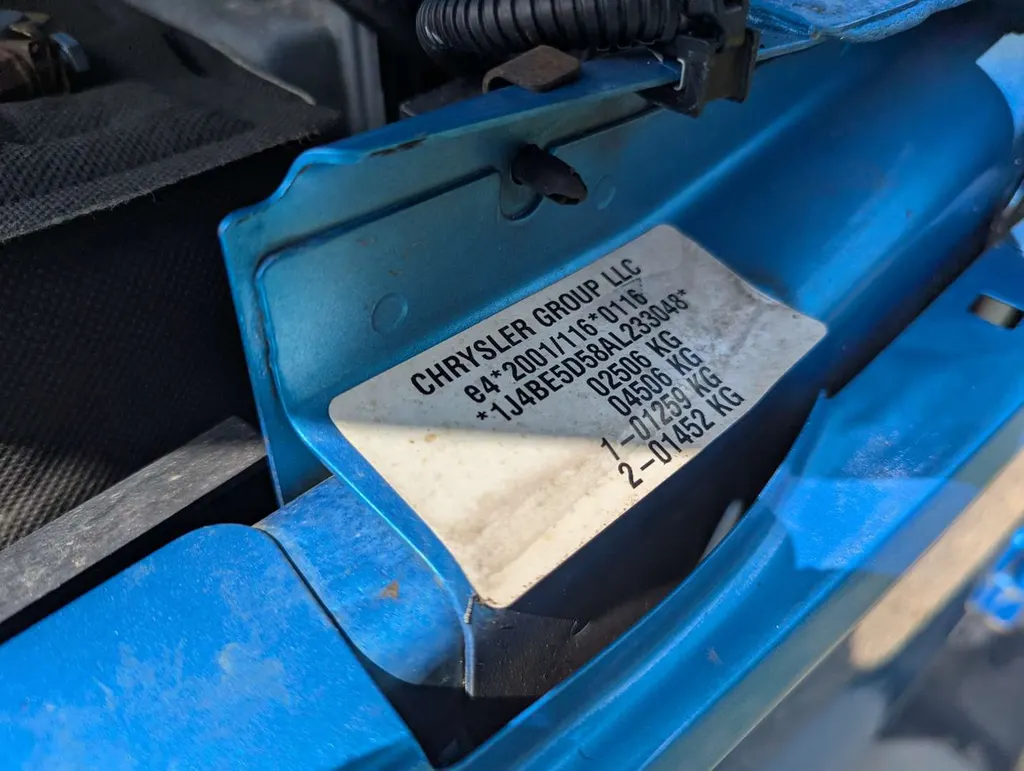 CHRYSLER GROUP LLC
e4*2001/116*0116
*1J4BE5D58AL233048*
02506 KG
04506 KG
1-01259 KG
2-01452 KG